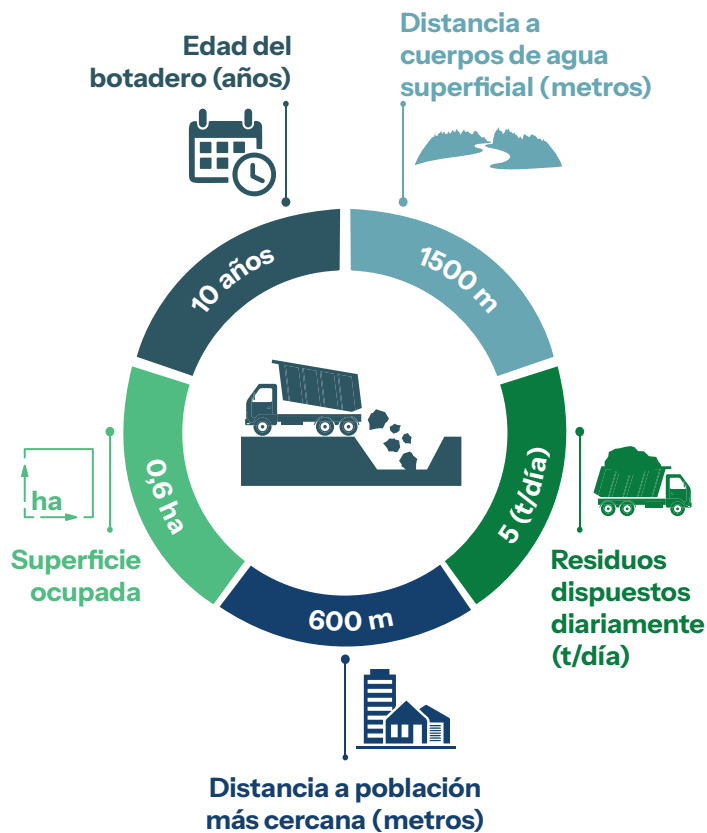 Edad del
botadero (años)
Distancia a
cuerpos de agua
superficial (metros)
10 años
1500 m
0,6 ha
5 (t/día)
600 m
ha
Superficie
ocupada
Residuos
dispuestos
diariamente
(t/día)
Distancia a población
más cercana (metros)